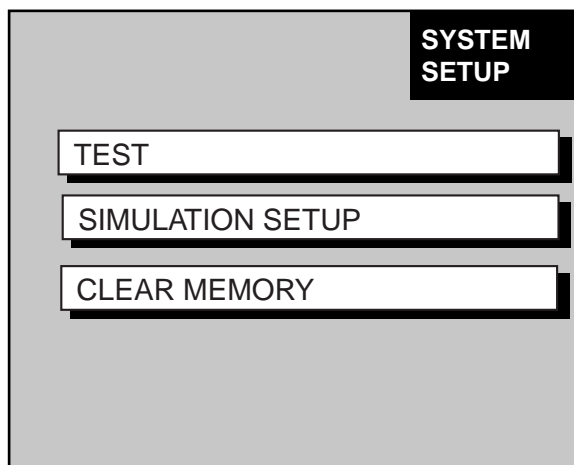 SYSTEM
SETUP
TEST
SIMULATION SETUP
CLEAR MEMORY